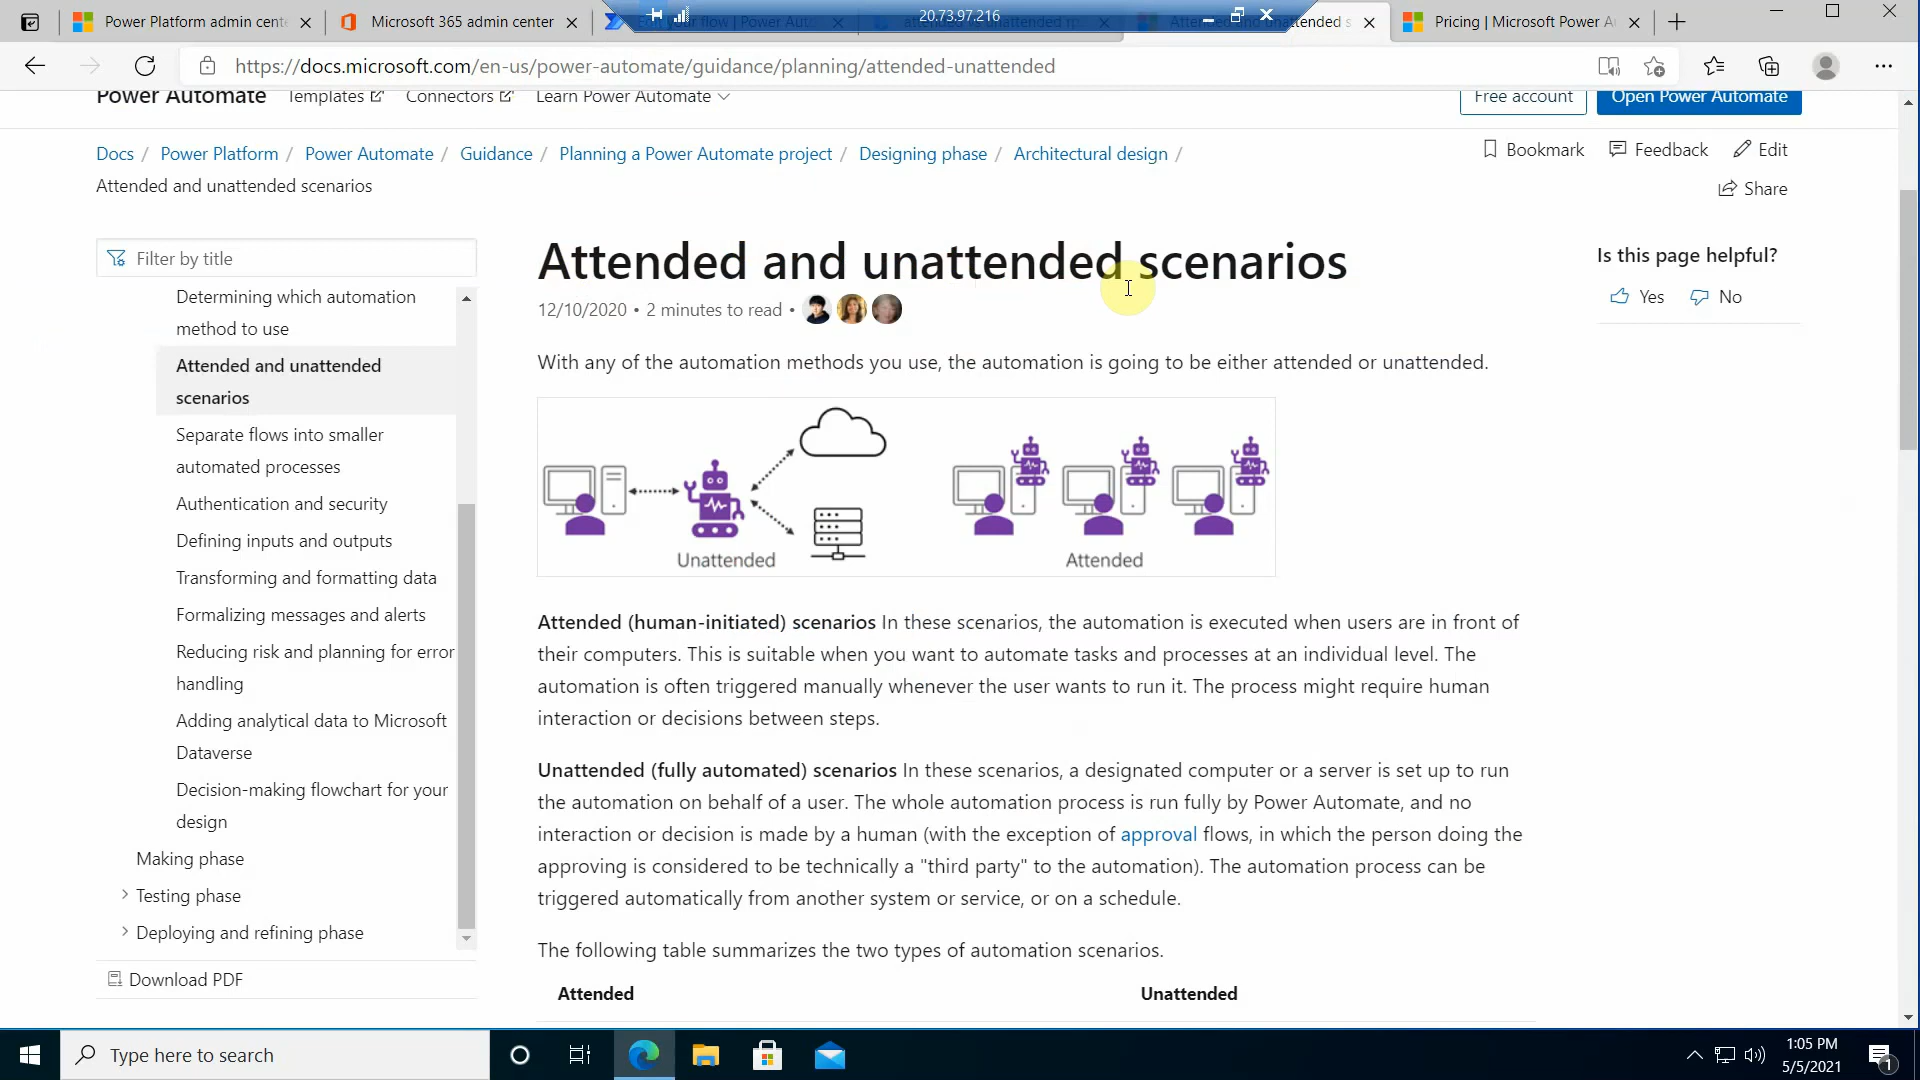 Power Platform admin cent
Microsoft 365 admin center
20.73.97.216
Pricing | Microsoft Power A
https://docs.microsoft.com/en-us/power-automate/guidance/planning/attended-unattended
Power Automate
Templates
Connectors
Learn Power Automate
Free account
Open Power Automate
Docs / Power Platform / Power Automate / Guidance / Planning a Power Automate project / Designing phase / Architectural design /
Attended and unattended scenarios
Bookmark
Feedback
Edit
Share
Filter by title
Determining which automation
method to use
Attended and unattended
scenarios
Separate flows into smaller
automated processes
Authentication and security
Defining inputs and outputs
Transforming and formatting data
Formalizing messages and alerts
Reducing risk and planning for error
handling
Adding analytical data to Microsoft
Dataverse
Decision-making flowchart for your
design
Making phase
Testing phase
Deploying and refining phase
Download PDF
Attended and unattended scenarios
12/10/2020 • 2 minutes to read •
With any of the automation methods you use, the automation is going to be either attended or unattended.
Unattended
Attended
Attended (human-initiated) scenarios In these scenarios, the automation is executed when users are in front of
their computers. This is suitable when you want to automate tasks and processes at an individual level. The
automation is often triggered manually whenever the user wants to run it. The process might require human
interaction or decisions between steps.
Unattended (fully automated) scenarios In these scenarios, a designated computer or a server is set up to run
the automation on behalf of a user. The whole automation process is run fully by Power Automate, and no
interaction or decision is made by a human (with the exception of approval flows, in which the person doing the
approving is considered to be technically a "third party" to the automation). The automation process can be
triggered automatically from another system or service, or on a schedule.
The following table summarizes the two types of automation scenarios.
Attended
Unattended
Is this page helpful?
Yes
No
Type here to search
1:05 PM
5/5/2021
1